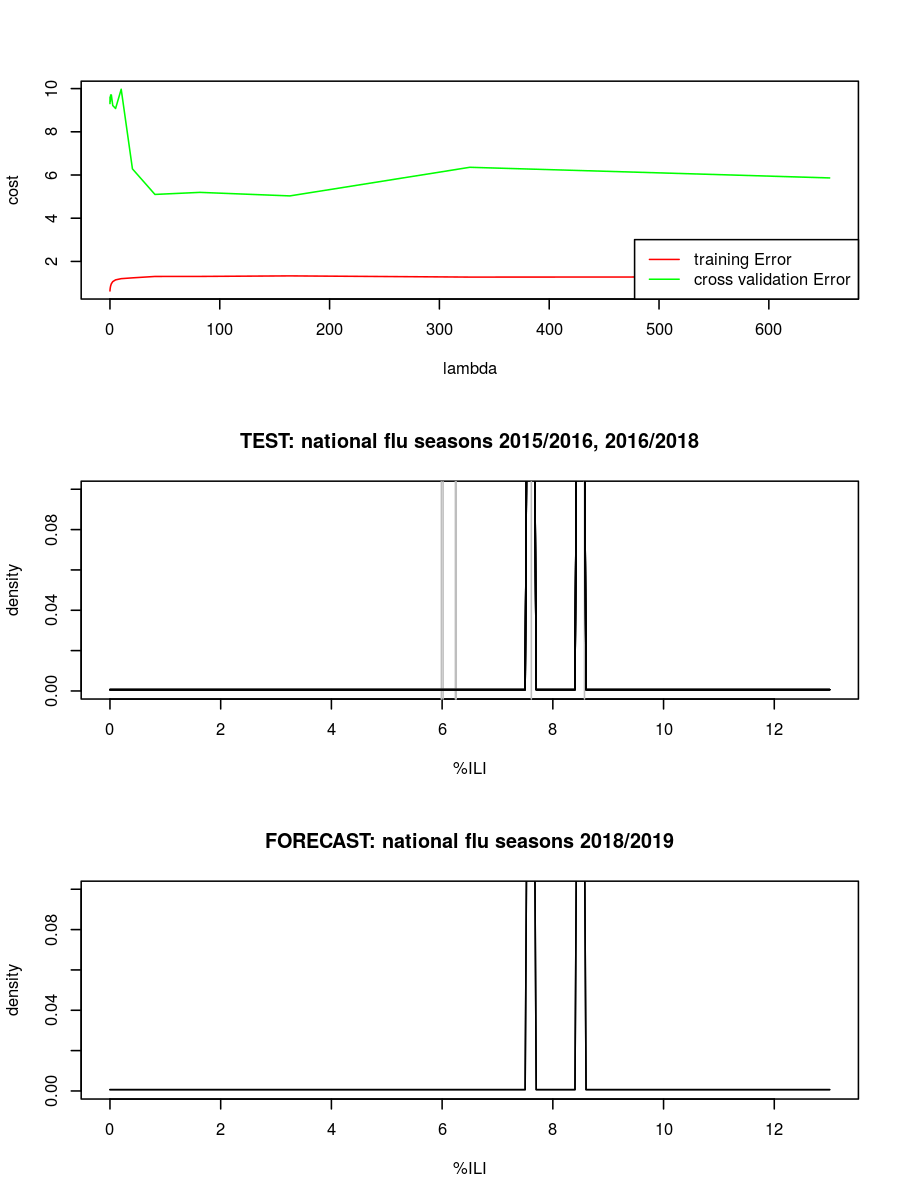 10
8
6
4
2
cost
training Error
cross validation Error
0 100 200 300 400 500 600
lambda
TEST: national flu seasons 2015/2016, 2016/2018
0.08
0.04
0.00
density
0 2 4 6 8 10 12
%ILI
FORECAST: national flu seasons 2018/2019
0.08
0.04
0.00
density
0 2 4 6 8 10 12
%ILI